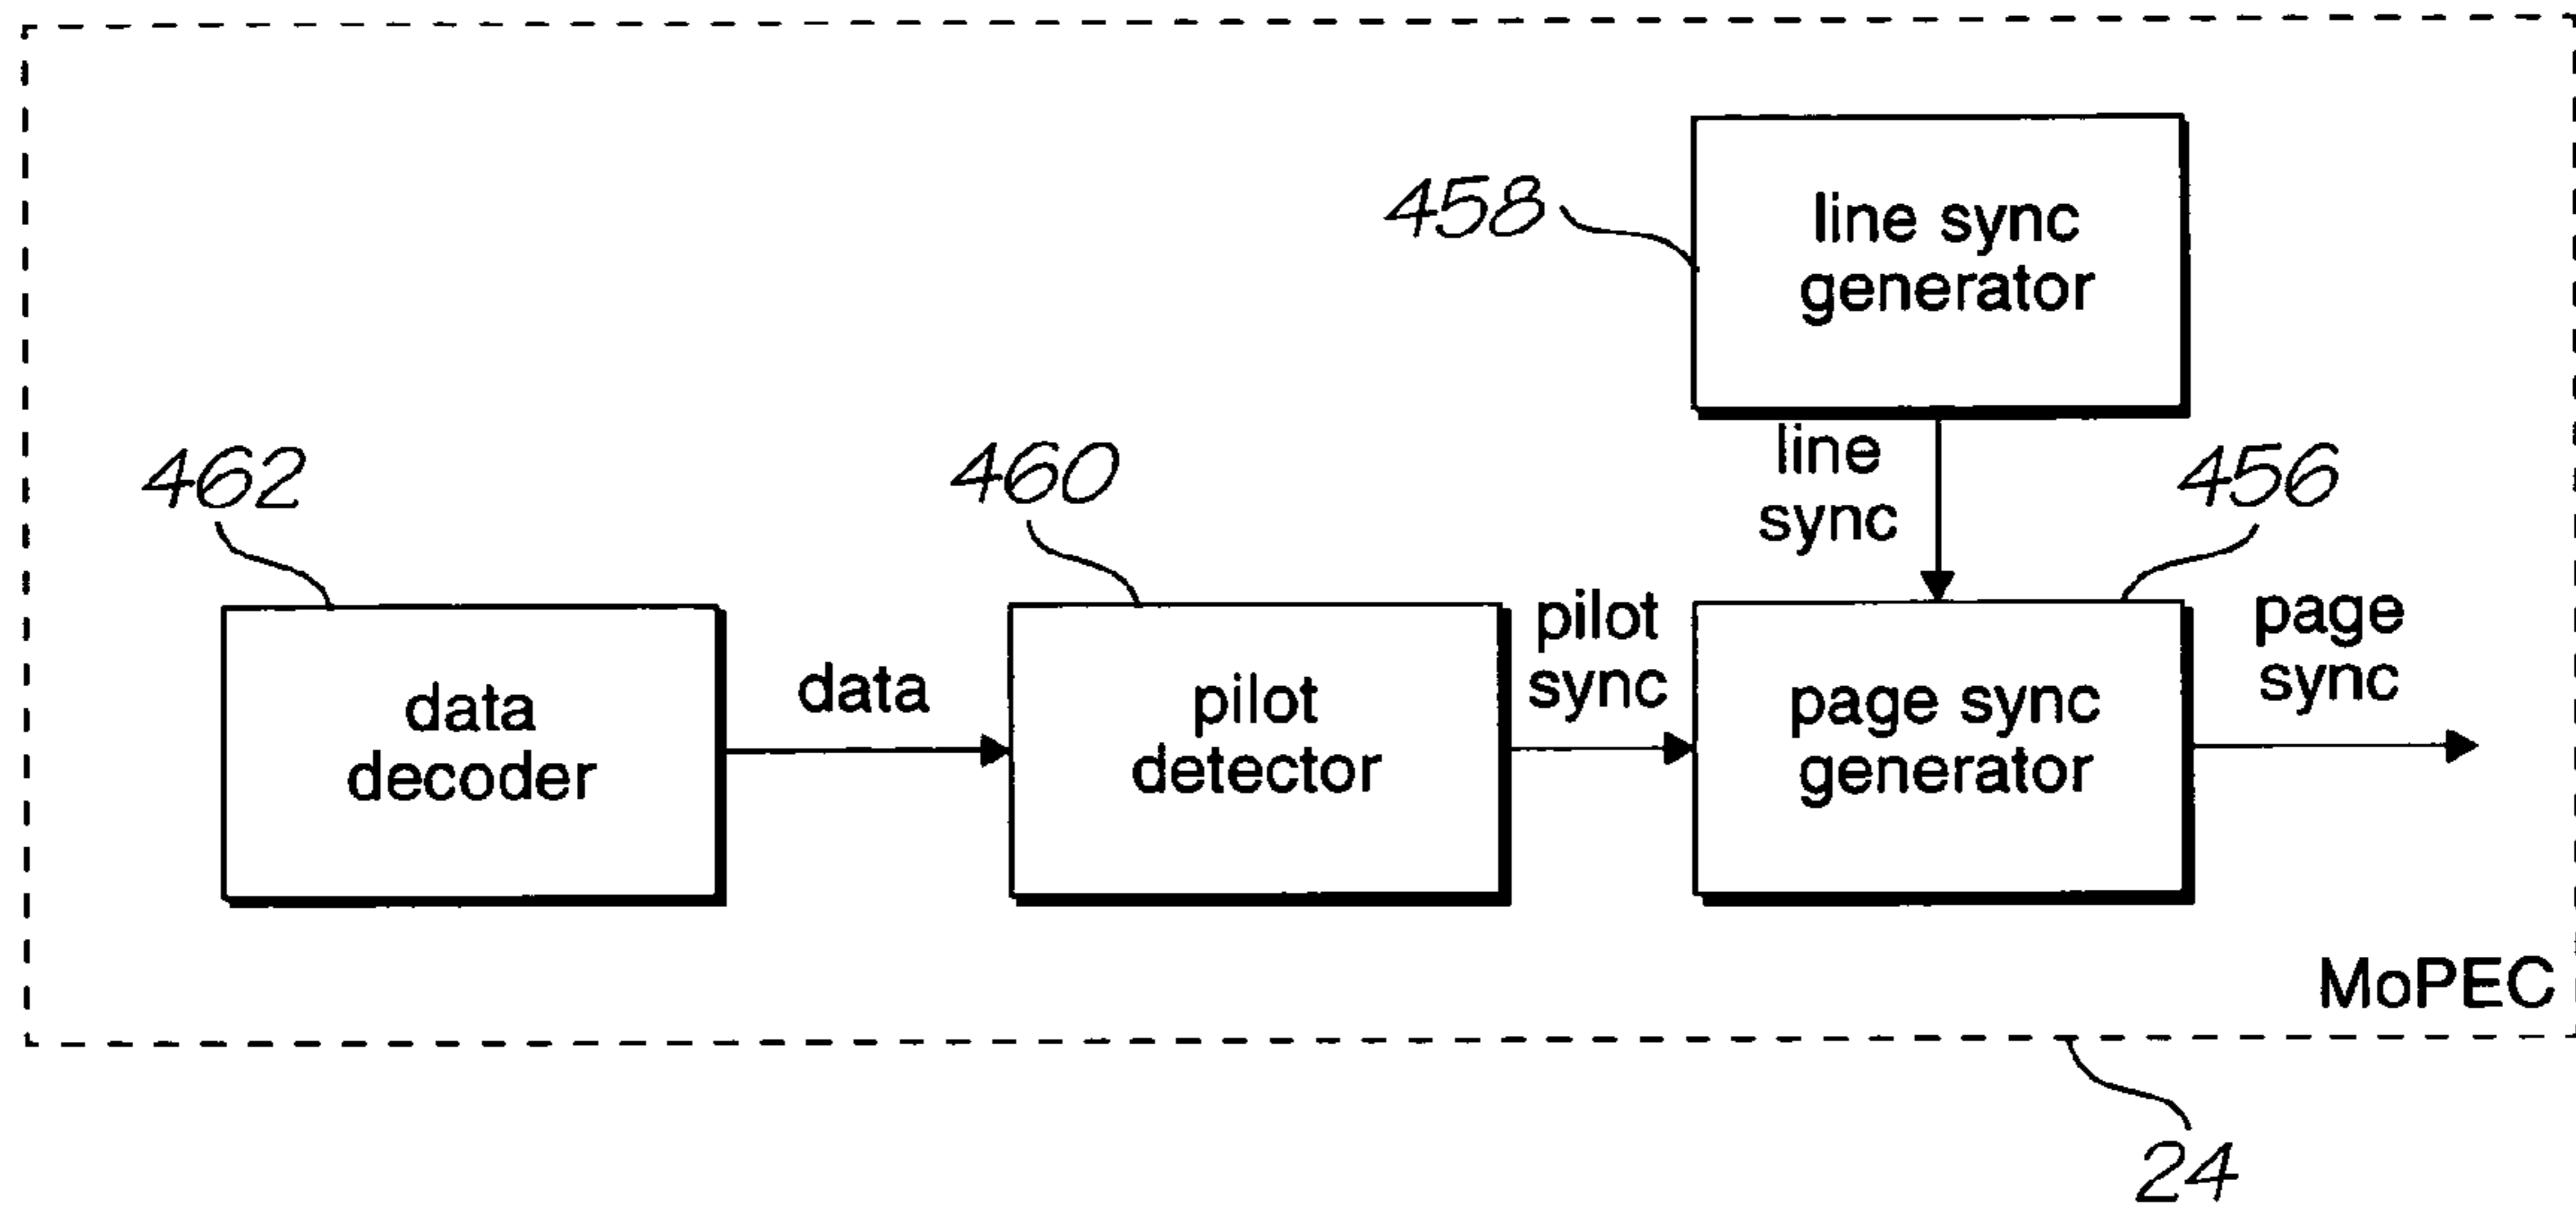 458
line sync
generator
line
sync
462
460
456
data
decoder
data
pilot
detector
pilot
sync
page sync
generator
page
sync
MoPEC
24